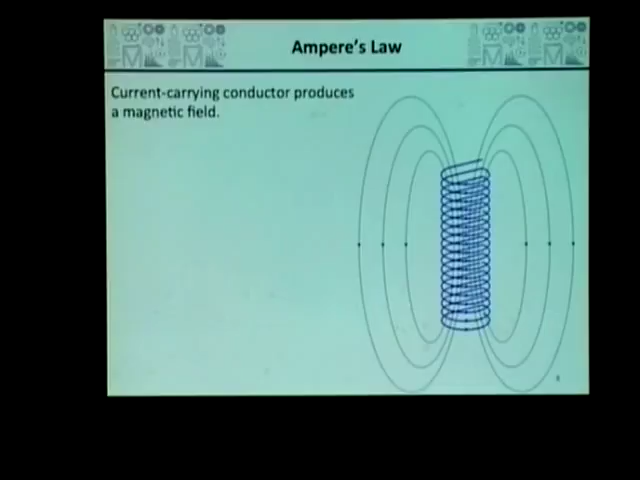 Ampere's Law
Current-carrying conductor produces
a magnetic field.